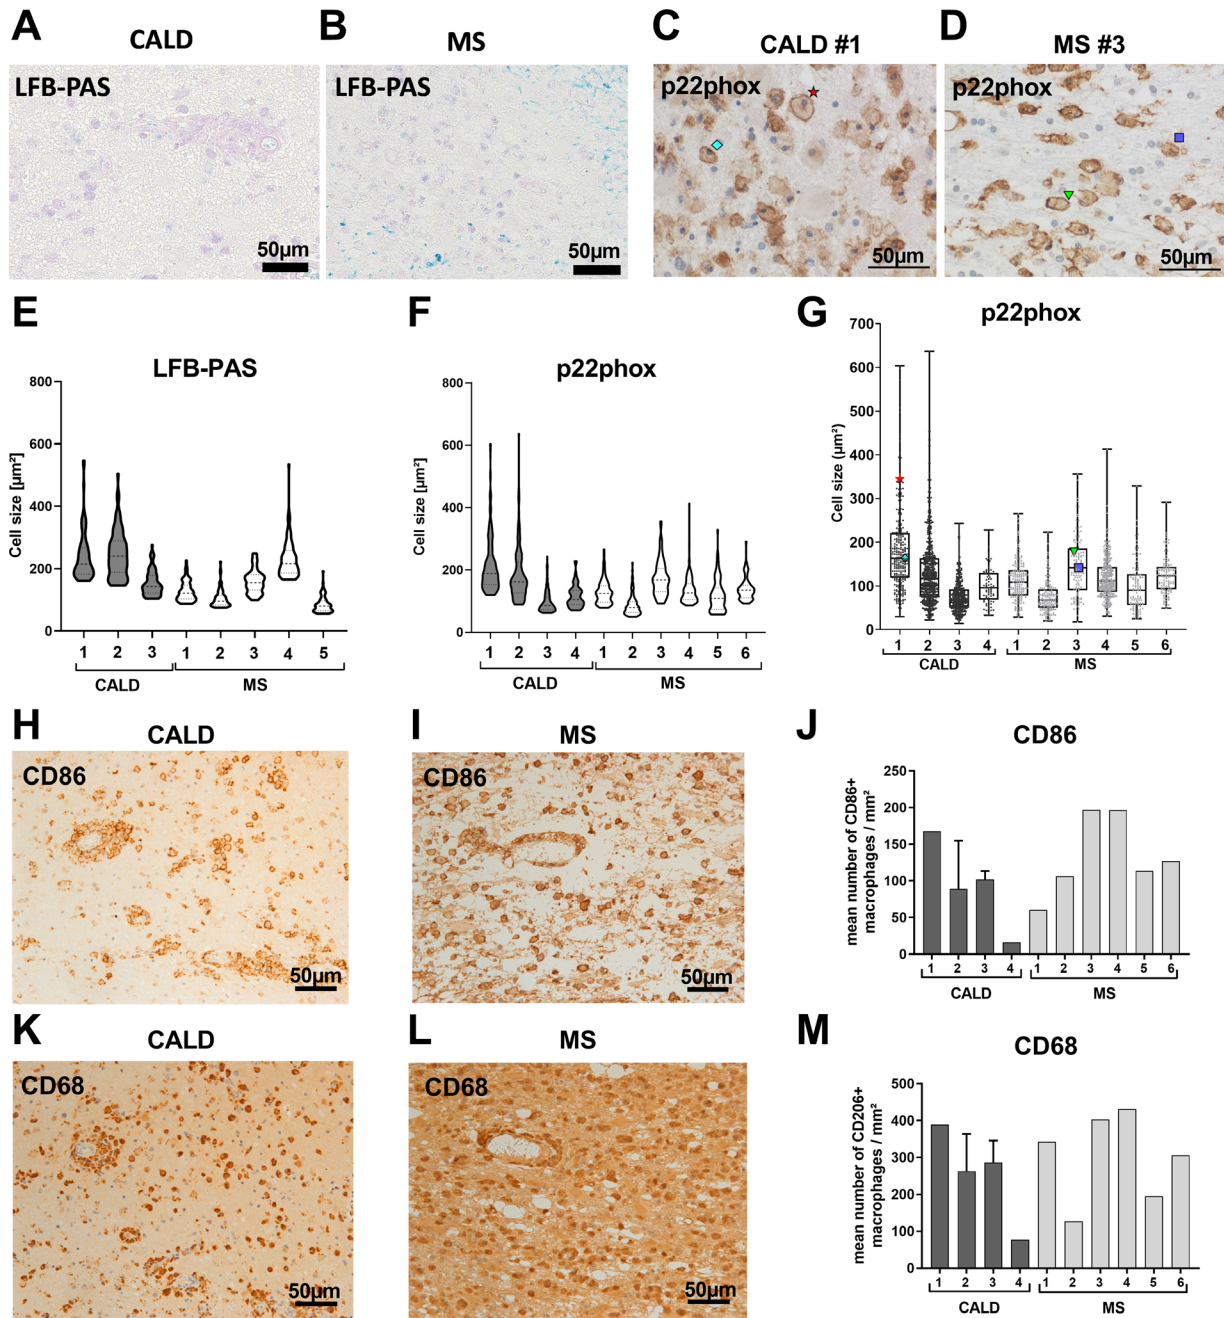 A
CALD
LFB-PAS
50µm
B
MS
LFB-PAS
50µm
C
CALD #1
p22phox
50µm
D
MS #3
p22phox
50µm
E
LFB-PAS
Cell size [µm²]
800
600
400
200
0
1 2 3 1 2 3 4 5
CALD MS
F
p22phox
Cell size [µm²]
800
600
400
200
0
1 2 3 4 1 2 3 4 5 6
CALD MS
G
p22phox
Cell size (µm²)
700
600
500
400
300
200
100
0
1 2 3 4 1 2 3 4 5 6
CALD MS
H
CALD
CD86
50µm
I
MS
CD86
50µm
J
CD86
mean number of CD86+
macrophages / mm²
250
200
150
100
50
0
1 2 3 4 1 2 3 4 5 6
CALD MS
K
CALD
CD68
50µm
L
MS
CD68
50µm
M
CD68
mean number of CD206+
macrophages / mm²
500
400
300
200
100
0
1 2 3 4 1 2 3 4 5 6
CALD MS